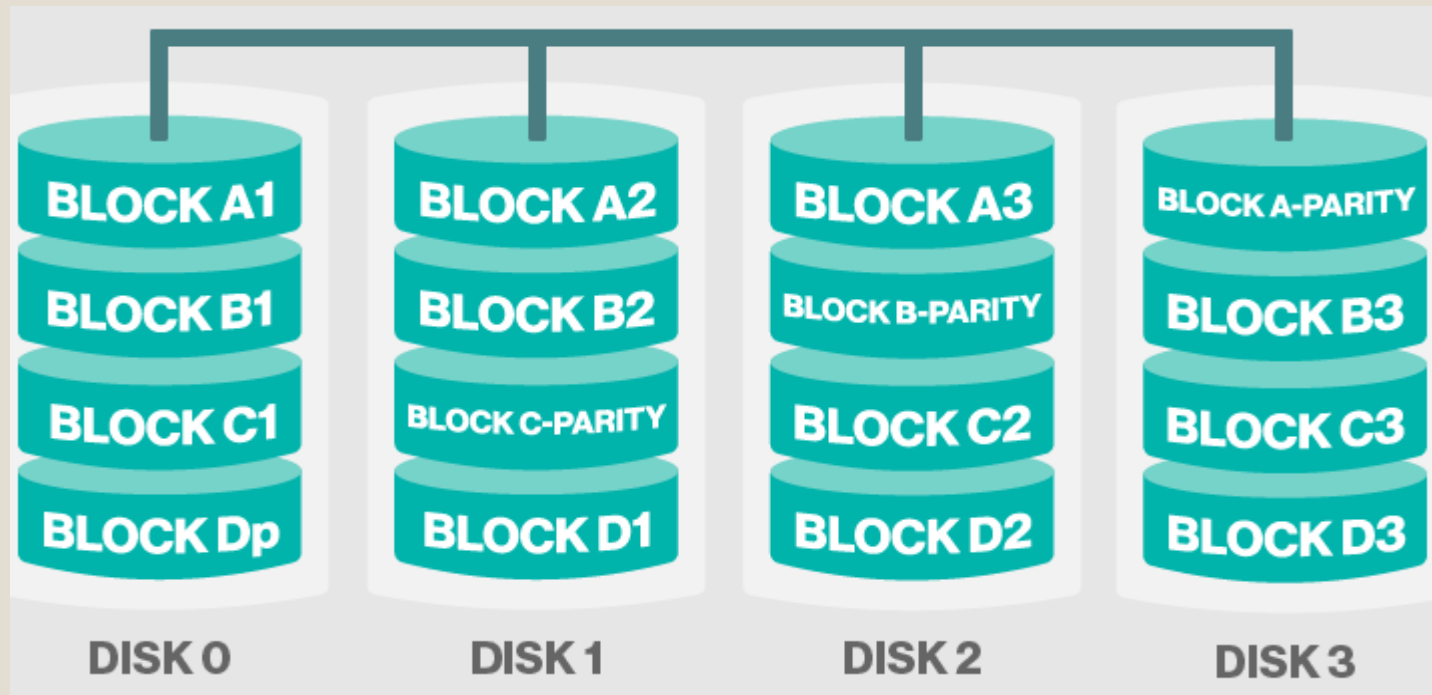 BLOCK A1
BLOCK A2
BLOCK A3
BLOCK A-PARITY
BLOCK B1
BLOCK B2
BLOCK B-PARITY
BLOCK B3
BLOCK C1
BLOCK C-PARITY
BLOCK C2
BLOCK C3
BLOCK Dp
BLOCK D1
BLOCK D2
BLOCK D3
DISK 0
DISK 1
DISK 2
DISK 3